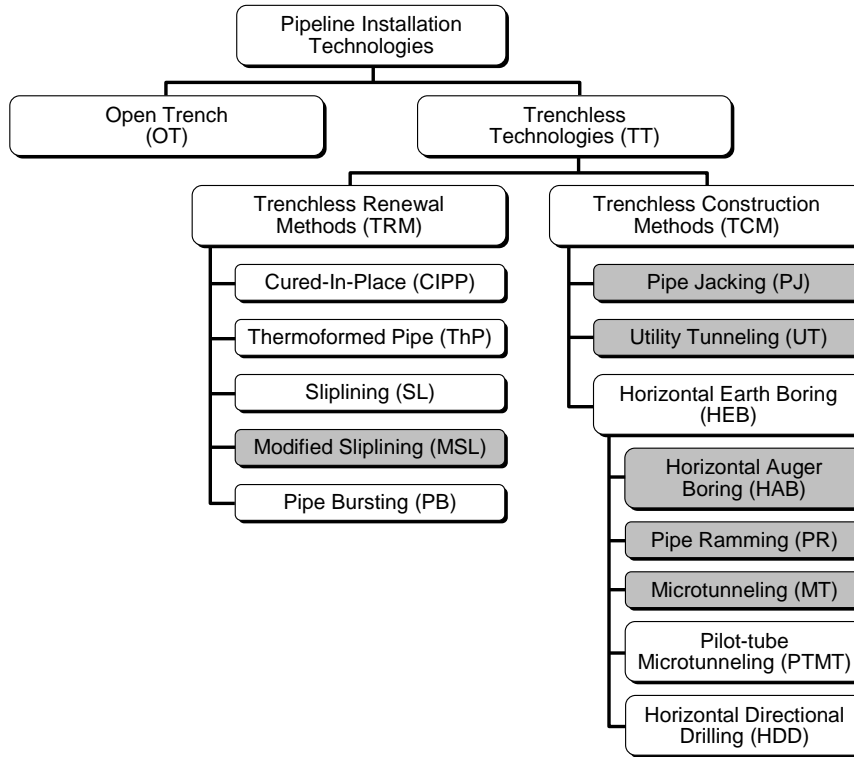 Pipeline Installation
Technologies
Open Trench
(OT)
Trenchless
Technologies (TT)
Trenchless Renewal
Methods (TRM)
Trenchless Construction
Methods (TCM)
Cured-In-Place (CIPP)
Thermoformed Pipe (ThP)
Sliplining (SL)
Modified Sliplining (MSL)
Pipe Bursting (PB)
Pipe Jacking (PJ)
Utility Tunneling (UT)
Horizontal Earth Boring
(HEB)
Horizontal Auger
Boring (HAB)
Pipe Ramming (PR)
Microtunneling (MT)
Pilot-tube
Microtunneling (PTMT)
Horizontal Directional
Drilling (HDD)